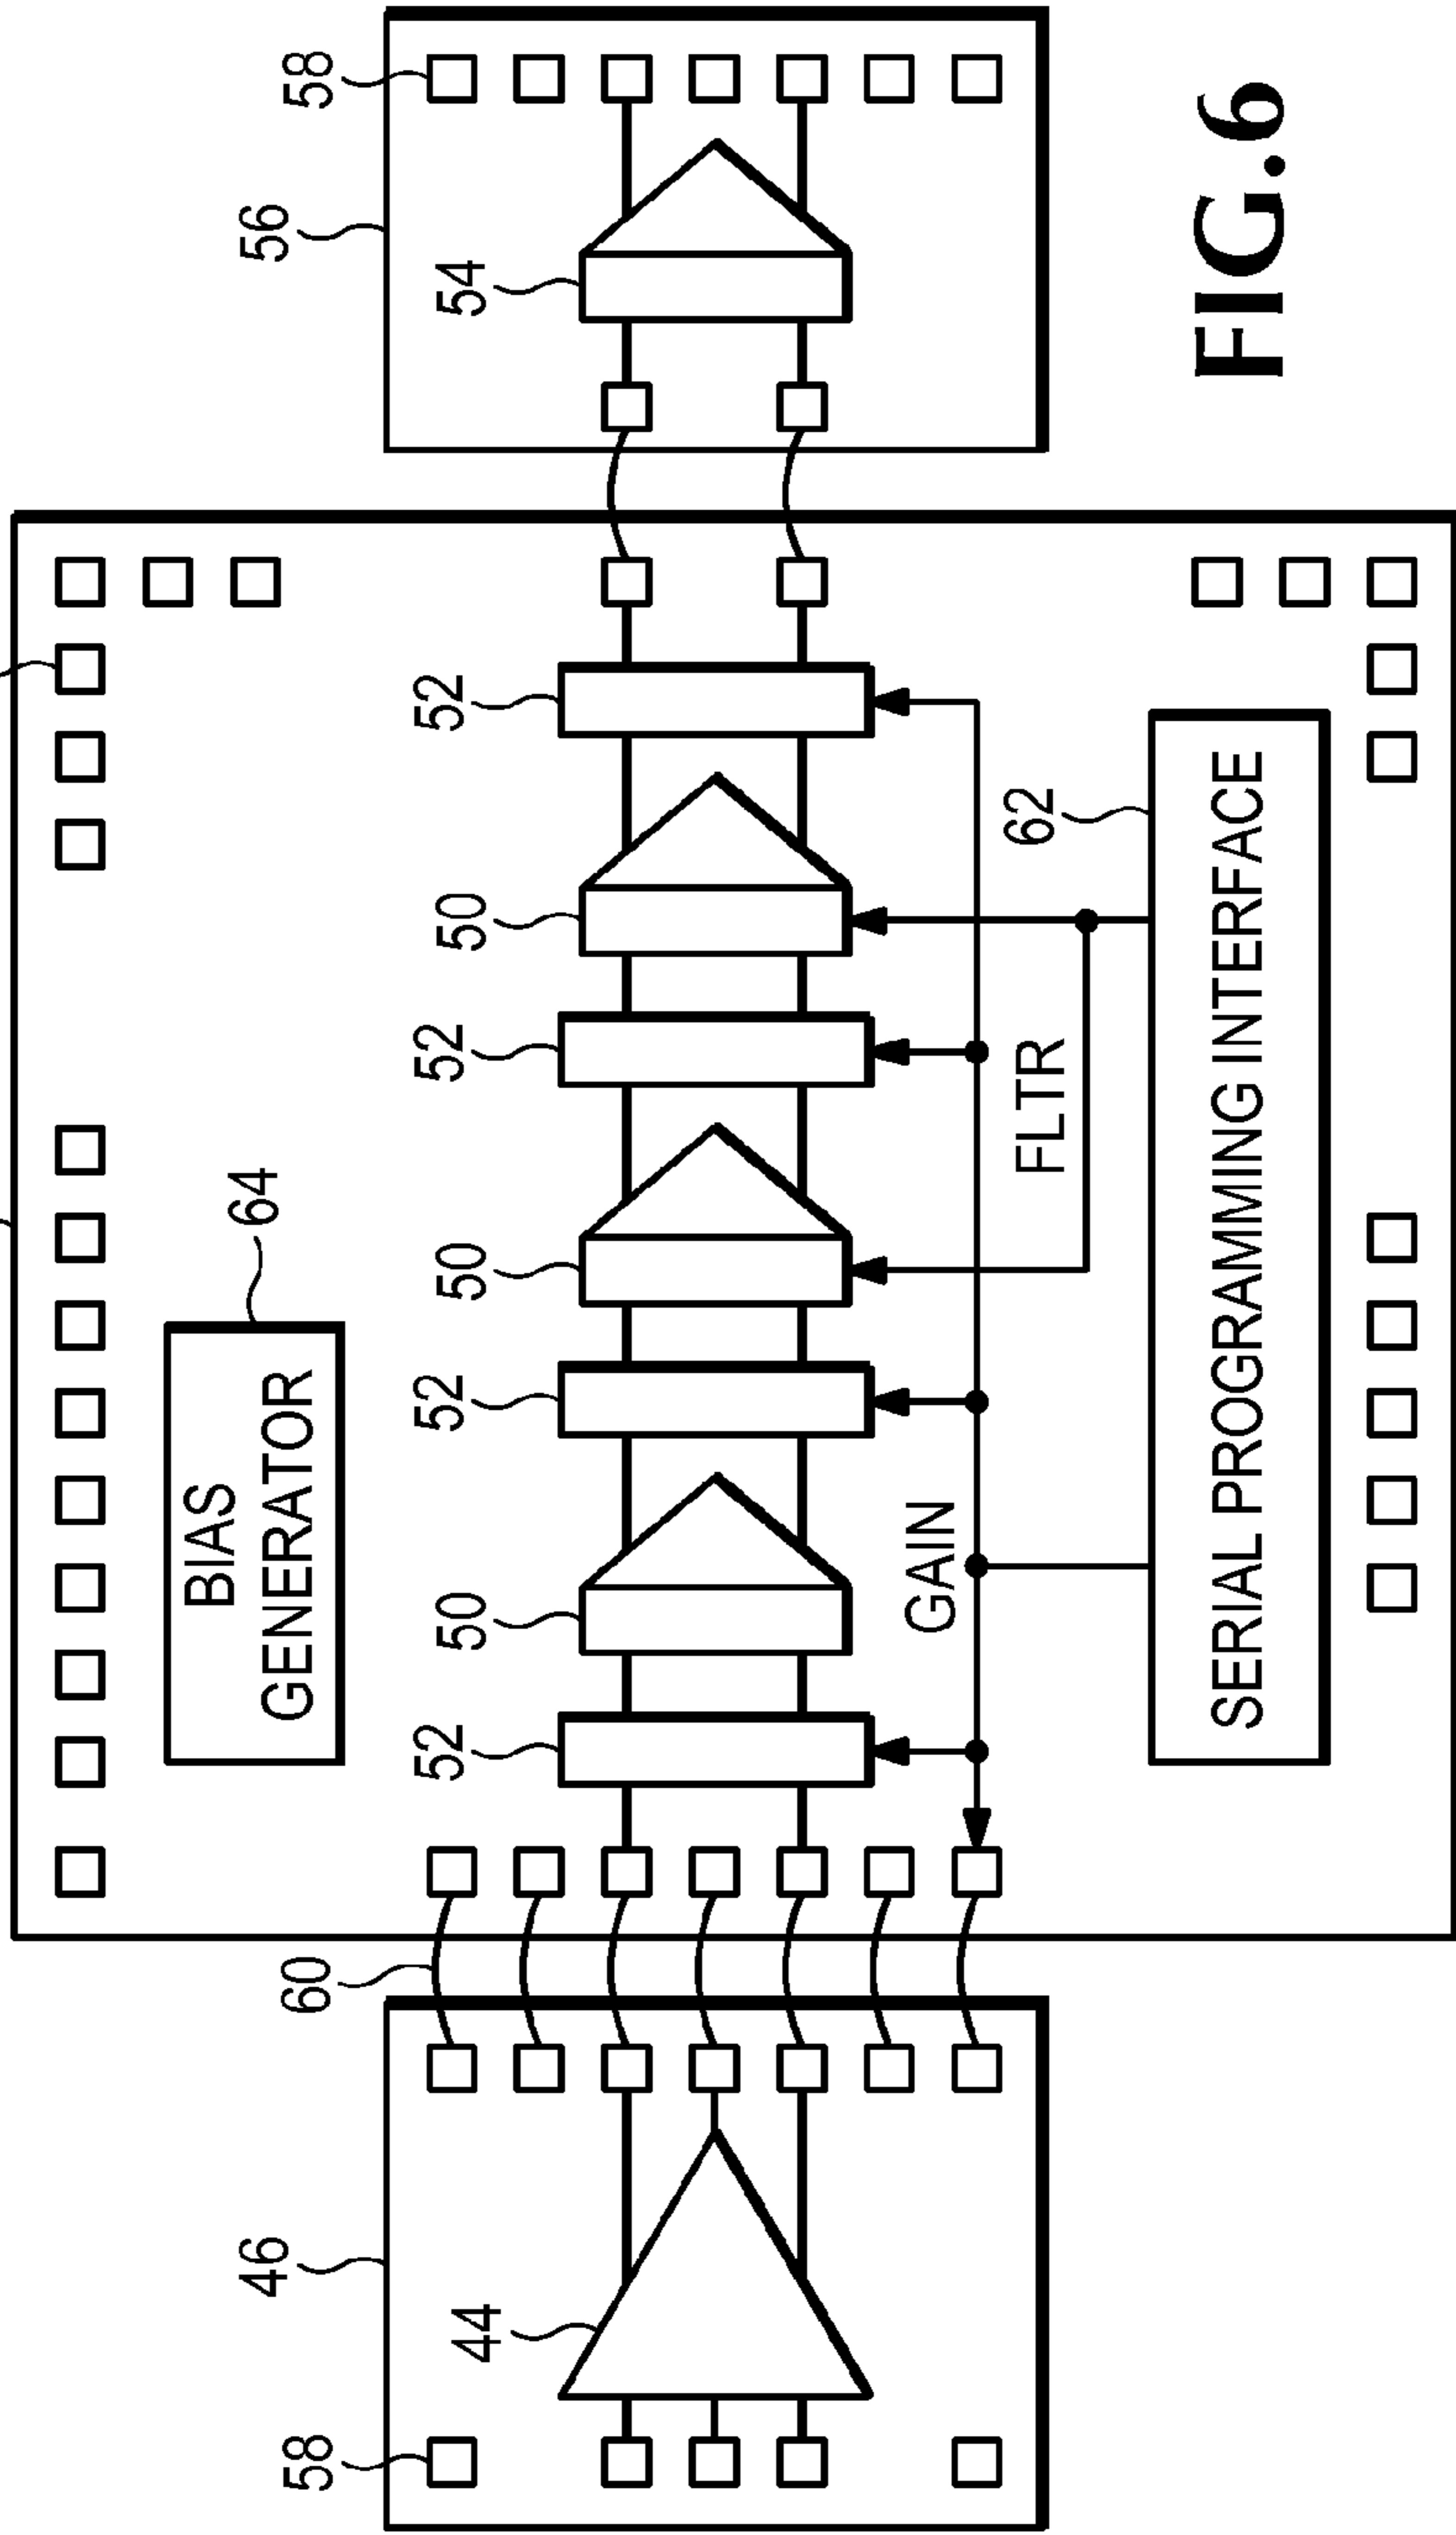 46
44
58
60
BIAS
GENERATOR
64
52
50
52
50
52
50
52
GAIN
FLTR
62
SERIAL PROGRAMMING INTERFACE
56
54
58
FIG.6